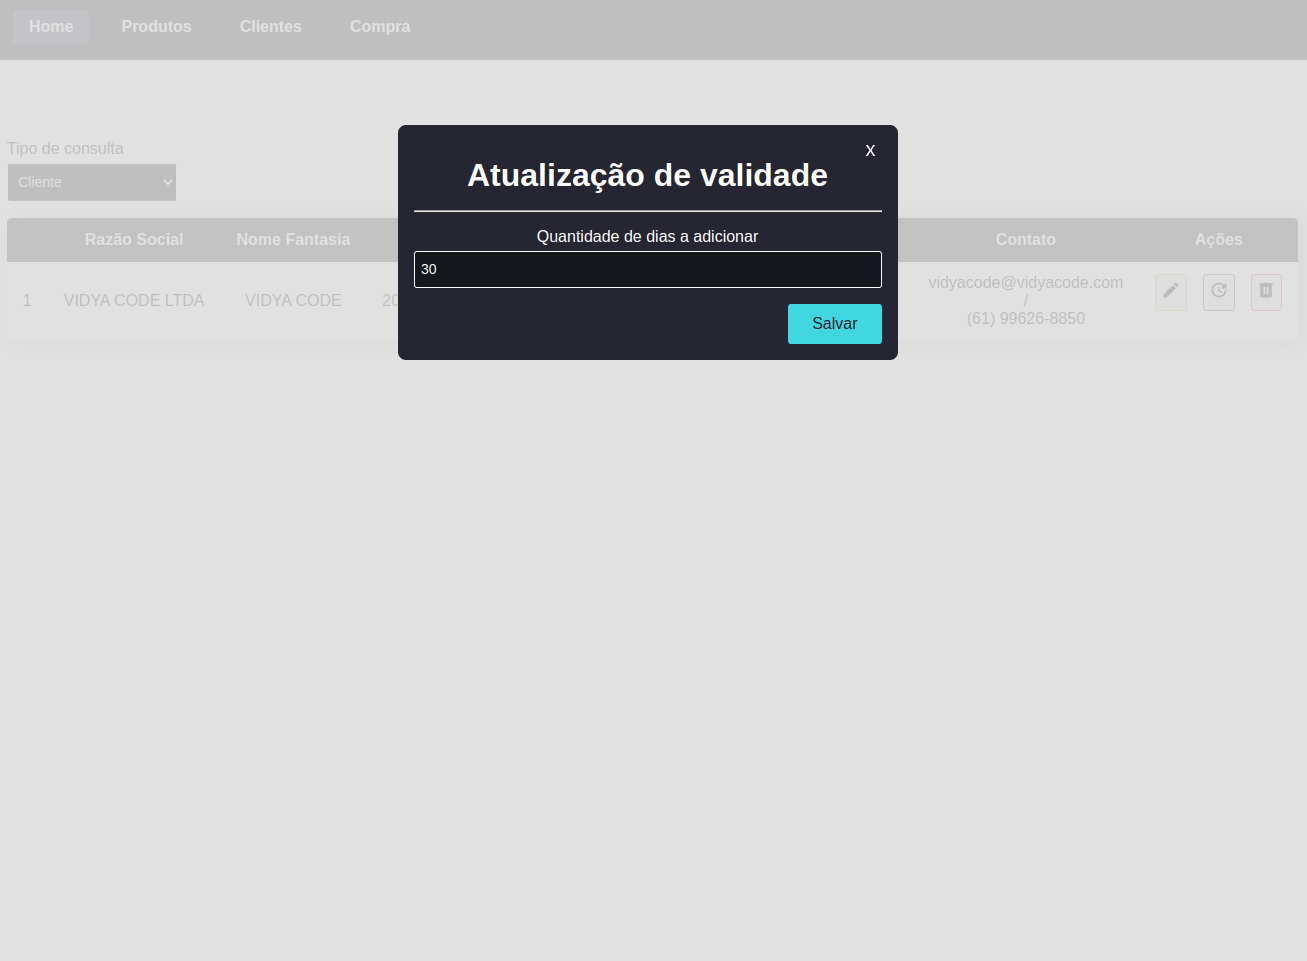 Home Produtos Clientes Compra
X
Atualização de validade
Quantidade de dias a adicionar
30
Salvar
Tipo de consulta
Cliente
Razão Social Nome Fantasia Contato Ações
1 VIDYA CODE LTDA VIDYA CODE 20 vidyacode@vidyacode.com
/
(61) 99626-8850